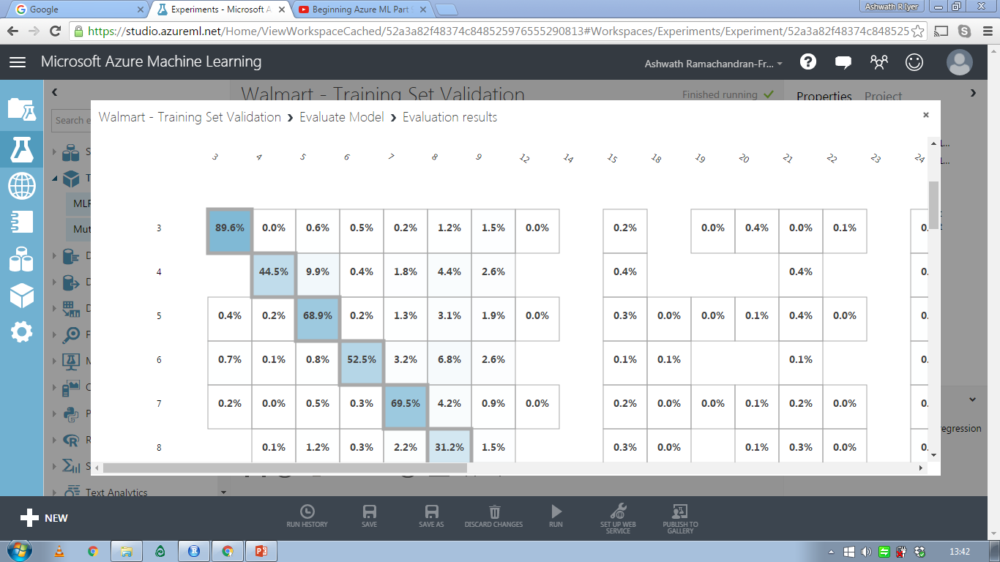 Google
Experiments - Microsoft A
Beginning Azure ML Part
Ashwath R Iyer
https://studio.azureml.net/Home/ViewWorkspaceCached/52a3a82f48374c848525976555290813#Workspaces/Experiments/Experiment/52a3a82f48374c848525
Microsoft Azure Machine Learning
Ashwath Ramachandran-Fr...
Walmart - Training Set Validation
Finished running
Properties Project
Search e
Walmart - Training Set Validation > Evaluate Model > Evaluation results
3 4 5 6 7 8 9 12 14 15 18 19 20 21 22 23 24
3 89.6% 0.0% 0.6% 0.5% 0.2% 1.2% 1.5% 0.0% 0.2% 0.0% 0.4% 0.0% 0.1% 0.
4 44.5% 9.9% 0.4% 1.8% 4.4% 2.6% 0.4% 0.4% 0.
5 0.4% 0.2% 68.9% 0.2% 1.3% 3.1% 1.9% 0.0% 0.3% 0.0% 0.0% 0.1% 0.4% 0.0% 0.
6 0.7% 0.1% 0.8% 52.5% 3.2% 6.8% 2.6% 0.1% 0.1% 0.1% 0.
7 0.2% 0.0% 0.5% 0.3% 69.5% 4.2% 0.9% 0.0% 0.2% 0.0% 0.0% 0.1% 0.2% 0.0% 0.
8 0.1% 1.2% 0.3% 2.2% 31.2% 1.5% 0.3% 0.0% 0.1% 0.3% 0.0% 0.
S
T
MLP
Mut
D
D
D
F
M
C
P
R
S
Text Analytics
regression
NEW
RUN HISTORY
SAVE
SAVE AS
DISCARD CHANGES
RUN
SET UP WEB SERVICE
PUBLISH TO GALLERY
13:42